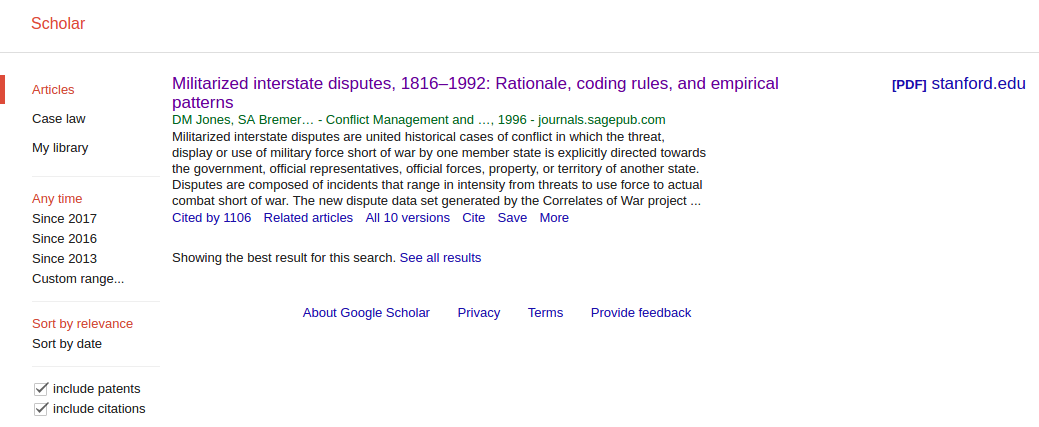 Scholar
Articles
Case law
My library
Any time
Since 2017
Since 2016
Since 2013
Custom range...
Sort by relevance
Sort by date
include patents
include citations
Militarized interstate disputes, 1816–1992: Rationale, coding rules, and empirical
patterns
[PDF] stanford.edu
DM Jones, SA Bremer… - Conflict Management and …, 1996 - journals.sagepub.com
Militarized interstate disputes are united historical cases of conflict in which the threat,
display or use of military force short of war by one member state is explicitly directed towards
the government, official representatives, official forces, property, or territory of another state.
Disputes are composed of incidents that range in intensity from threats to use force to actual
combat short of war. The new dispute data set generated by the Correlates of War project ...
Cited by 1106 Related articles All 10 versions Cite Save More
Showing the best result for this search. See all results
About Google Scholar Privacy Terms Provide feedback